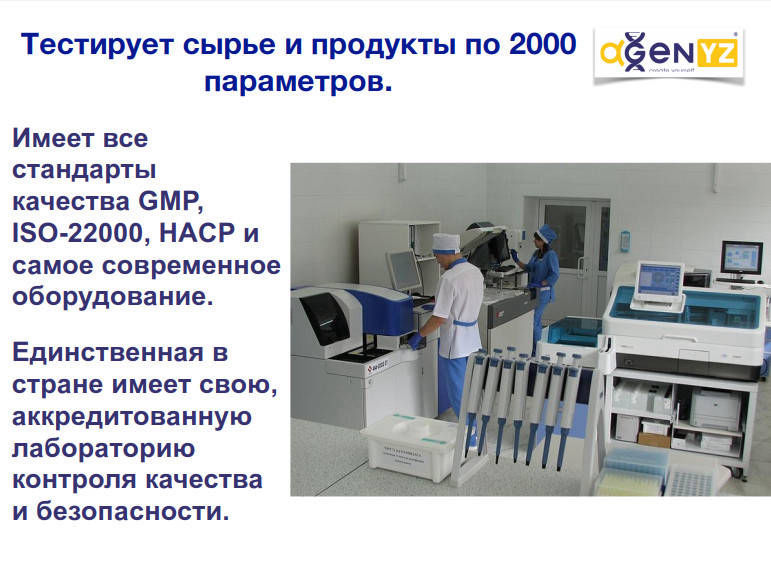 Тестирует сырье и продукты по 2000
параметров.
aGenYZ
create yourself
Имеет все
стандарты
качества GMP,
ISO-22000, HACP и
самое современное
оборудование.
Единственная в
стране имеет свою,
аккредитованную
лабораторию
контроля качества
и безопасности.